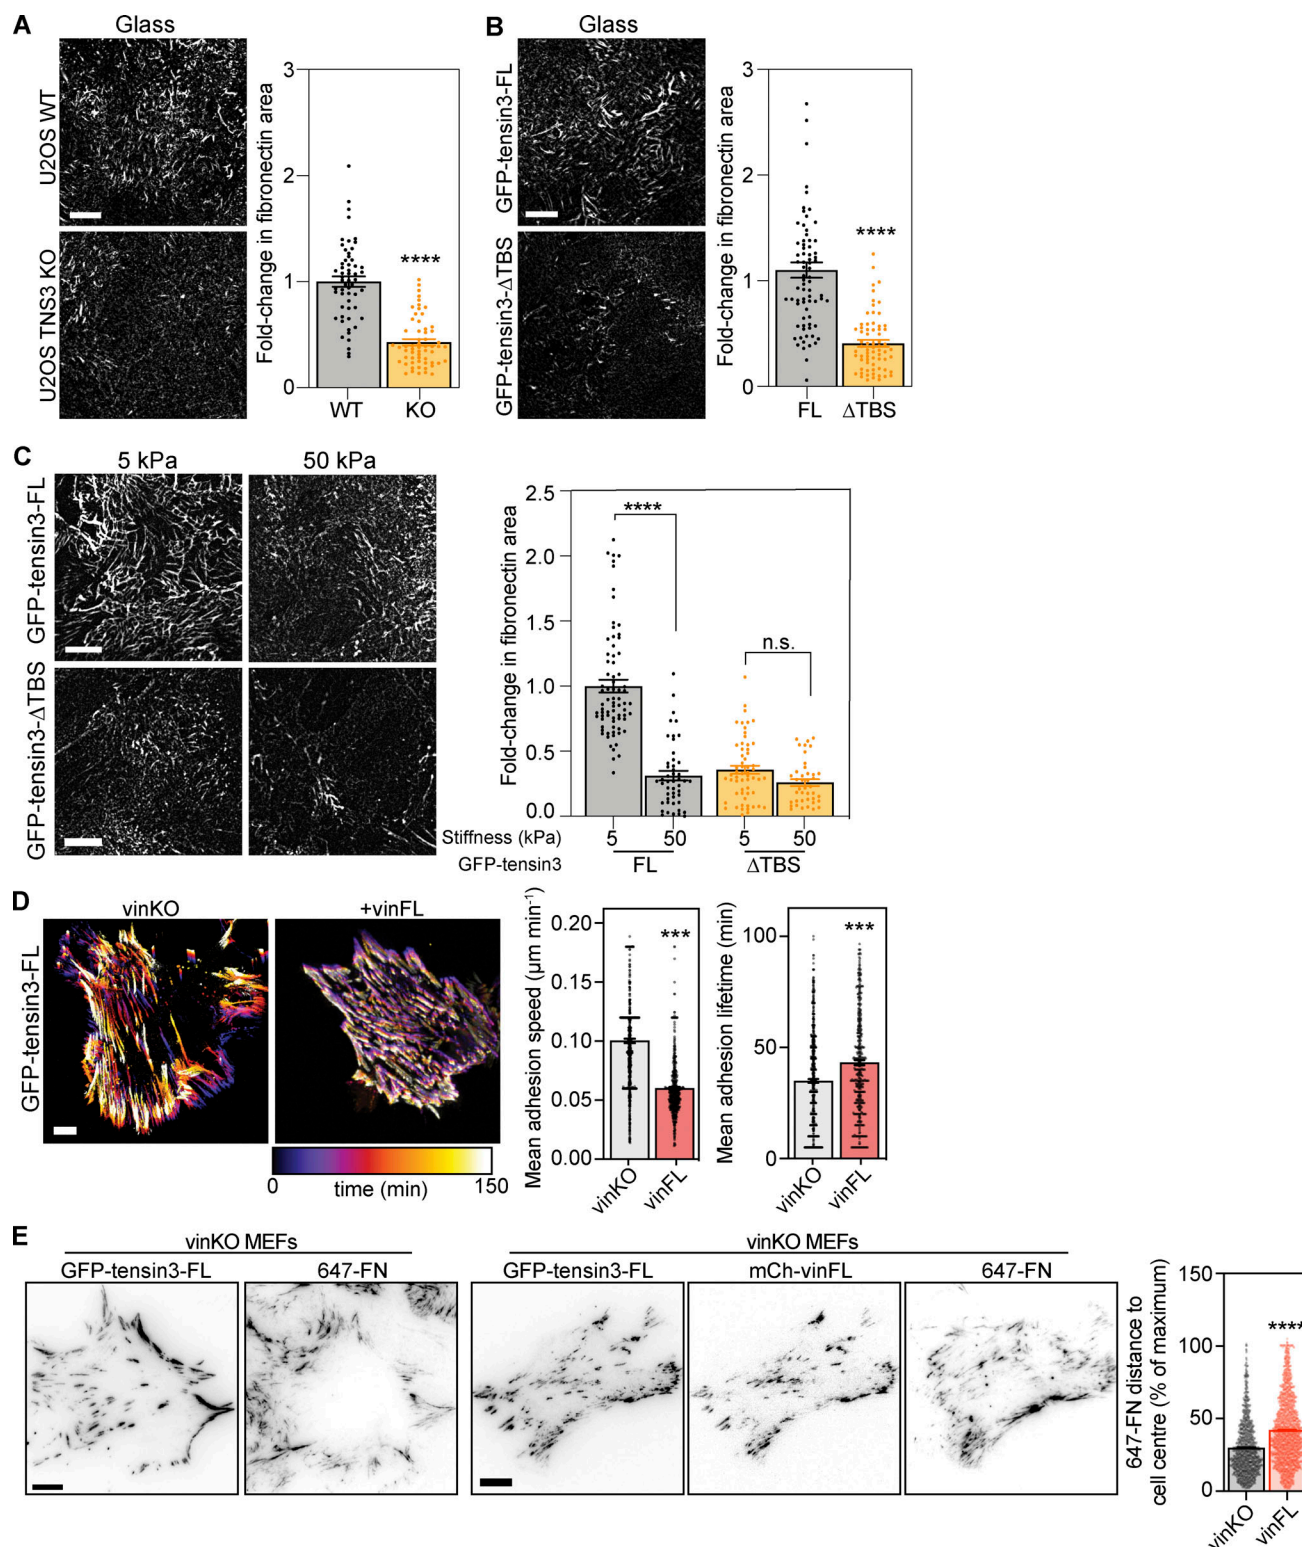 A
Glass
U2OS WT
U2OS TNS3 KO
Fold-change in fibronectin area
3
2
1
0
****
WT
KO
B
Glass
GFP-tensin3-FL
GFP-tensin3-ΔTBS
Fold-change in fibronectin area
3
2
1
0
****
FL
ΔTBS
C
5 kPa
50 kPa
GFP-tensin3-FL
GFP-tensin3-ΔTBS
Fold-change in fibronectin area
2.5
2.0
1.5
1.0
0.5
0.0
****
n.s.
Stiffness (kPa)
5
50
5
50
GFP-tensin3
FL
ΔTBS
D
vinKO
+vinFL
GFP-tensin3-FL
0
time (min)
150
Mean adhesion speed (µm min⁻¹)
0.20
0.15
0.10
0.05
0.00
***
vinKO
vinFL
Mean adhesion lifetime (min)
100
50
0
***
vinKO
vinFL
E
vinKO MEFs
GFP-tensin3-FL
647-FN
vinKO MEFs
GFP-tensin3-FL
mCh-vinFL
647-FN
647-FN distance to
cell centre (% of maximum)
150
100
50
0
****
vinKO
vinFL